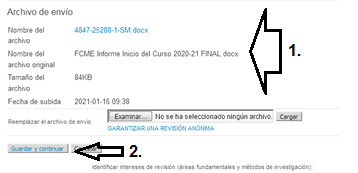 Archivo de envío
Nombre del archivo 4847-25288-1-SM.docx
Nombre del archivo original FCME Informe Inicio del Curso 2020-21 FINAL.docx
Tamaño del archivo 84KB
Fecha de subida 2021-01-16 09:38
Reemplazar el archivo de envío Examinar... No se ha seleccionado ningún archivo. Cargar
GARANTIZAR UNA REVISIÓN ANÓNIMA
Guardar y continuar
Identificar intereses de revisión (áreas fundamentales y métodos de investigación):
1.
2.